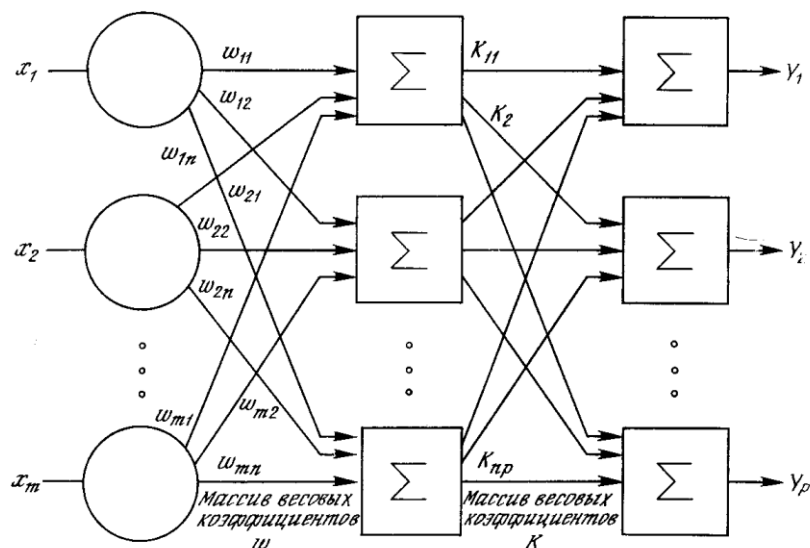 x1
w11
Σ
K11
Σ
y1
w12
K2
w1n
w21
x2
w22
Σ
Σ
y2
w2n
wm1
wm2
xm
wmn
Σ
Knp
Σ
yp
Массив весовых
коэффициентов
w
Массив весовых
коэффициентов
K